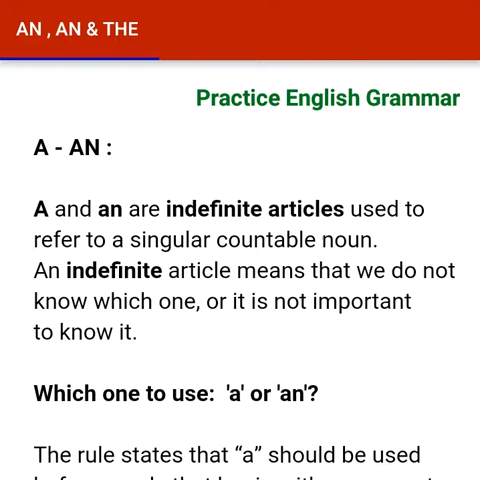 AN , AN & THE
Practice English Grammar
A - AN :
A and an are indefinite articles used to
refer to a singular countable noun.
An indefinite article means that we do not
know which one, or it is not important
to know it.
Which one to use:  'a' or 'an'?
The rule states that “a” should be used